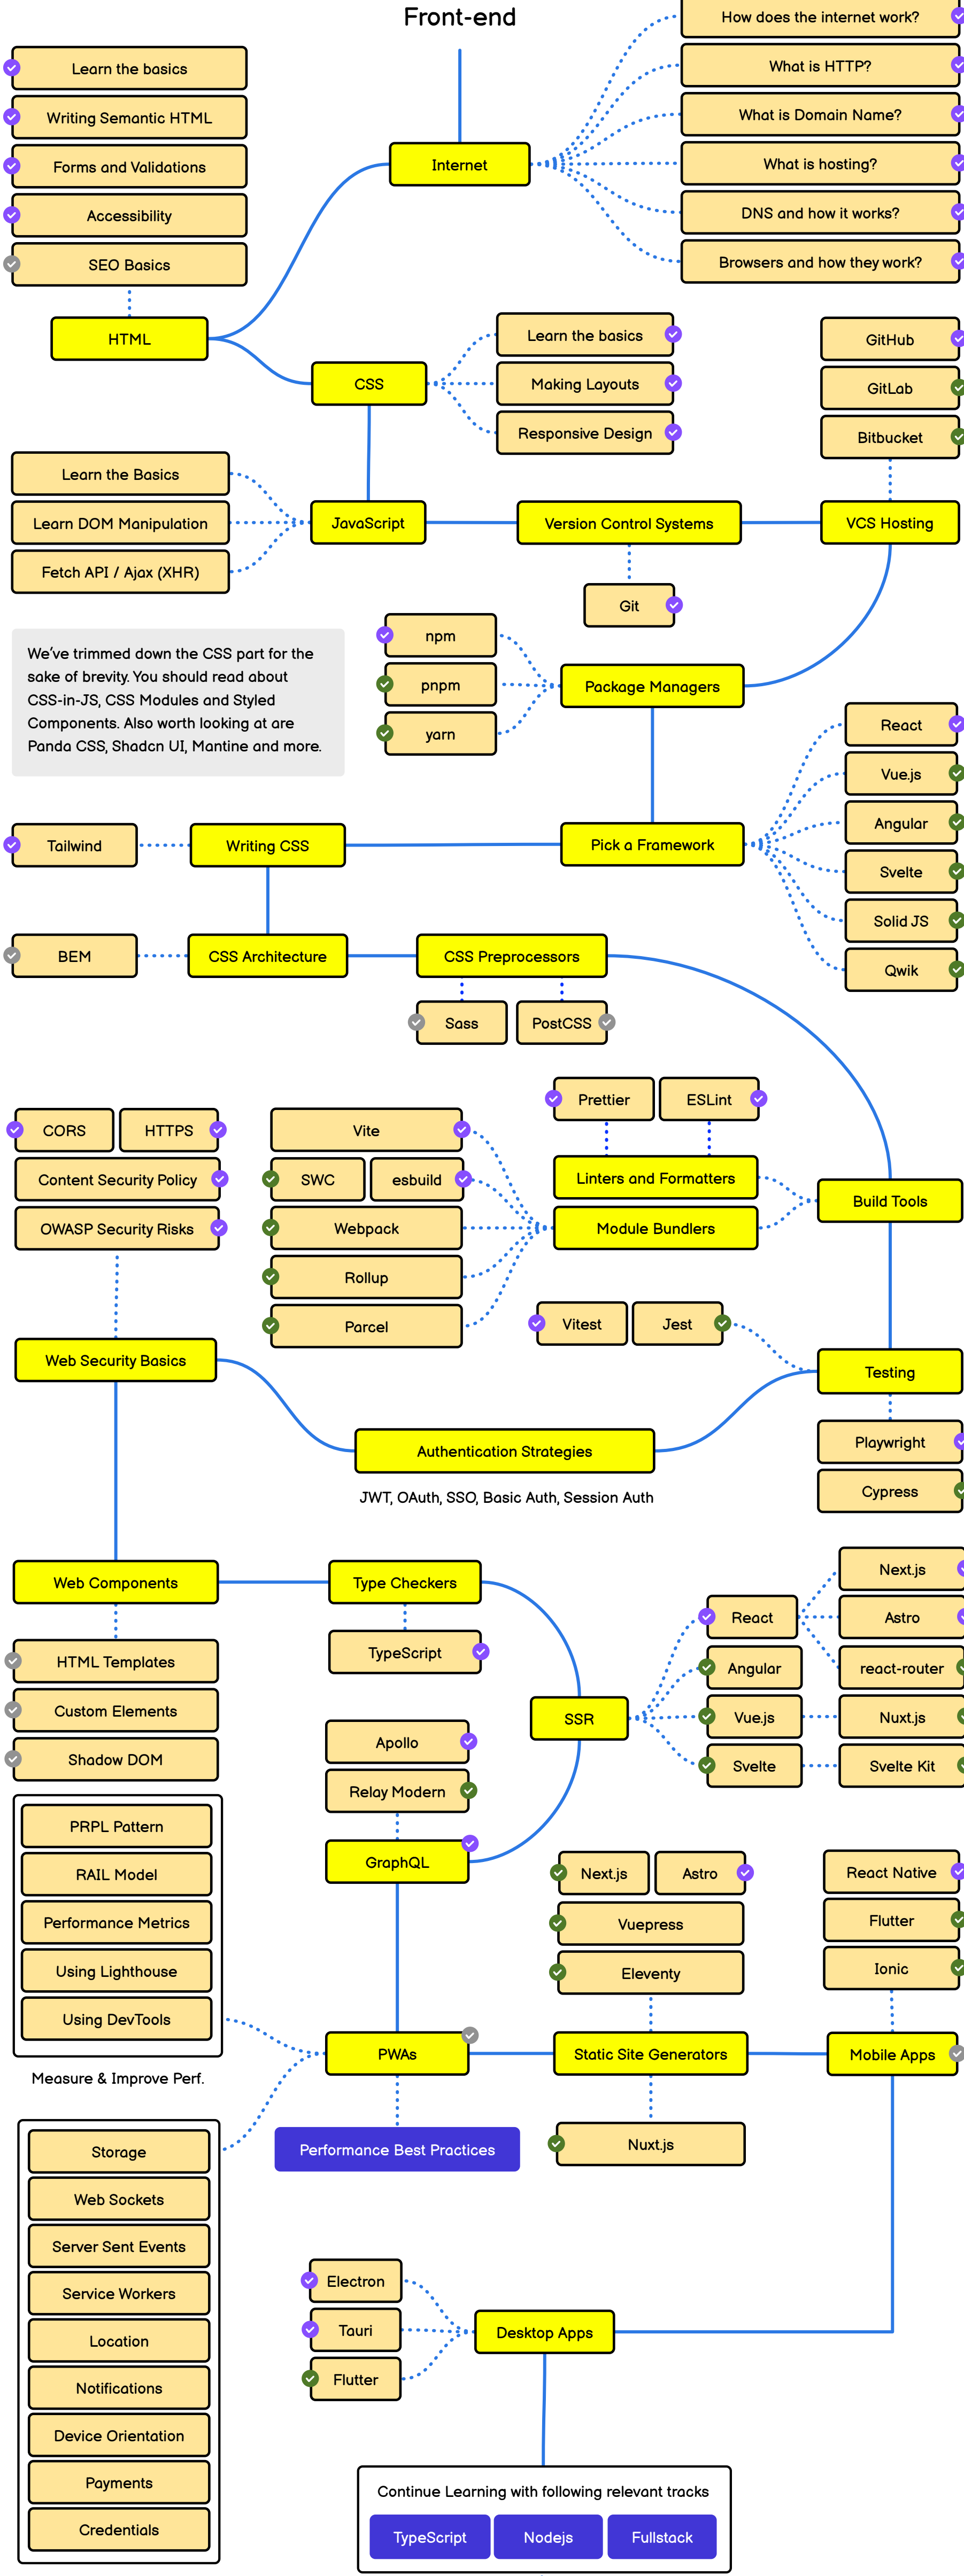 Front-end
How does the internet work?
What is HTTP?
What is Domain Name?
What is hosting?
DNS and how it works?
Browsers and how they work?
Internet
Learn the basics
Writing Semantic HTML
Forms and Validations
Accessibility
SEO Basics
HTML
CSS
Learn the basics
Making Layouts
Responsive Design
GitHub
GitLab
Bitbucket
Learn the Basics
Learn DOM Manipulation
Fetch API / Ajax (XHR)
JavaScript
Version Control Systems
VCS Hosting
Git
We've trimmed down the CSS part for the
sake of brevity. You should read about
CSS-in-JS, CSS Modules and Styled
Components. Also worth looking at are
Panda CSS, Shadcn UI, Mantine and more.
npm
pnpm
yarn
Package Managers
React
Vue.js
Angular
Svelte
Solid JS
Qwik
Tailwind
Writing CSS
Pick a Framework
BEM
CSS Architecture
CSS Preprocessors
Sass
PostCSS
Prettier
ESLint
Linters and Formatters
Module Bundlers
Build Tools
CORS
HTTPS
Content Security Policy
OWASP Security Risks
Vite
SWC
esbuild
Webpack
Rollup
Parcel
Vitest
Jest
Web Security Basics
Testing
Authentication Strategies
JWT, OAuth, SSO, Basic Auth, Session Auth
Playwright
Cypress
Web Components
Type Checkers
TypeScript
HTML Templates
Custom Elements
Shadow DOM
SSR
React
Angular
Vue.js
Svelte
Next.js
Astro
react-router
Nuxt.js
Svelte Kit
Apollo
Relay Modern
GraphQL
PRPL Pattern
RAIL Model
Performance Metrics
Using Lighthouse
Using DevTools
Measure & Improve Perf.
Next.js
Astro
Vuepress
Eleventy
React Native
Flutter
Ionic
PWAs
Static Site Generators
Mobile Apps
Performance Best Practices
Nuxt.js
Storage
Web Sockets
Server Sent Events
Service Workers
Location
Notifications
Device Orientation
Payments
Credentials
Electron
Tauri
Flutter
Desktop Apps
Continue Learning with following relevant tracks
TypeScript
Nodejs
Fullstack